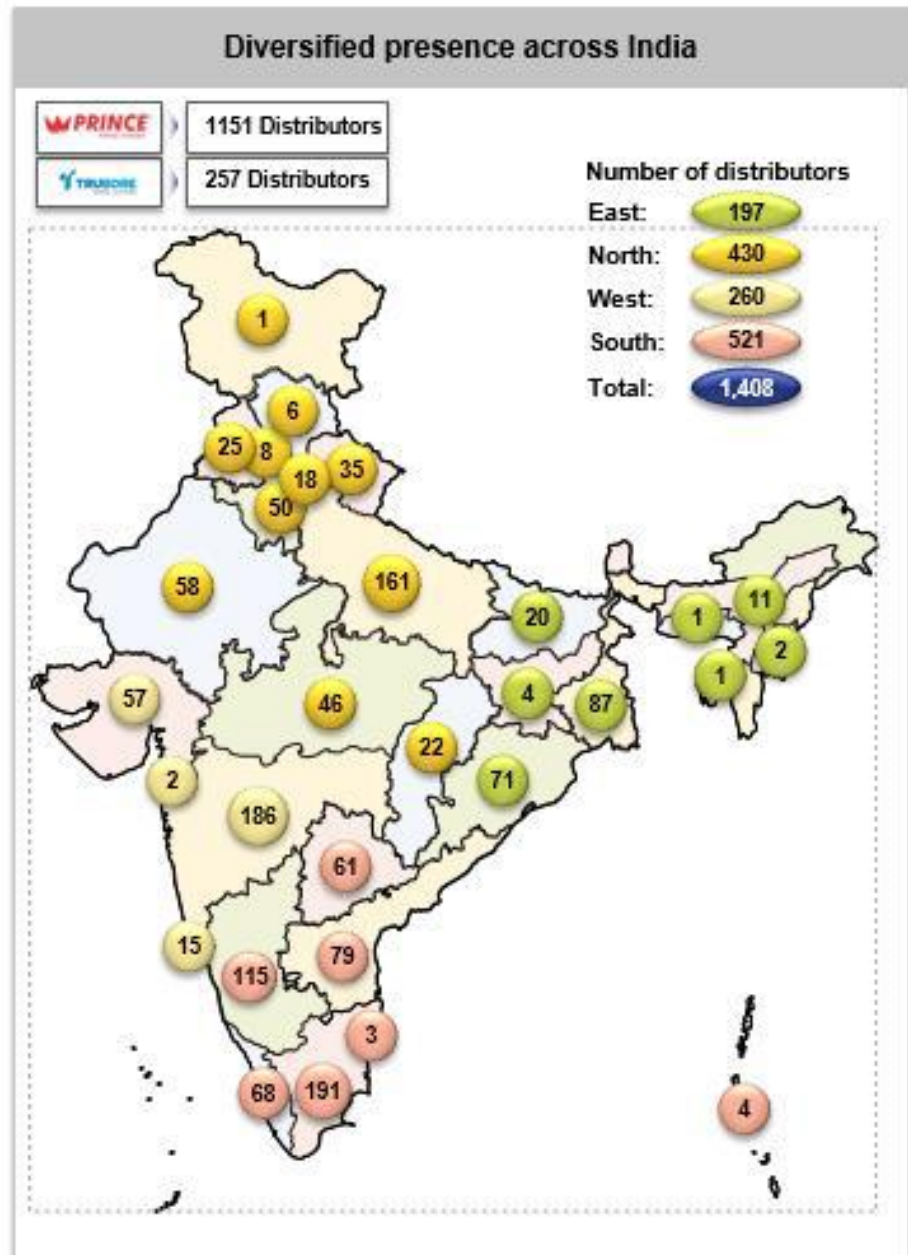 Diversified presence across India
PRINCE
1151 Distributors
TRUBORE
257 Distributors
Number of distributors
East: 197
North: 430
West: 260
South: 521
Total: 1,408
1
6
25
8
18
35
50
58
161
20
1
11
2
1
57
46
4
87
22
2
71
186
61
15
115
79
3
68
191
4